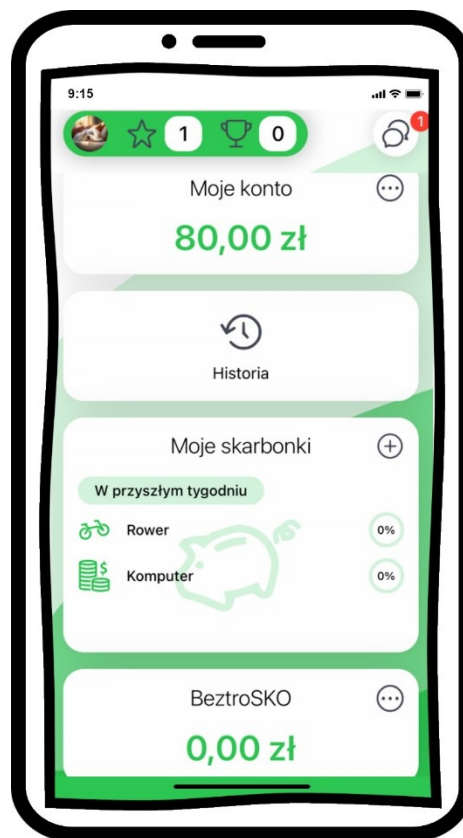 9:15
1 0 1
Moje konto
80,00 zł
Historia
Moje skarbonki
W przyszłym tygodniu
Rower 0%
$
Komputer 0%
BeztroSKO
0,00 zł